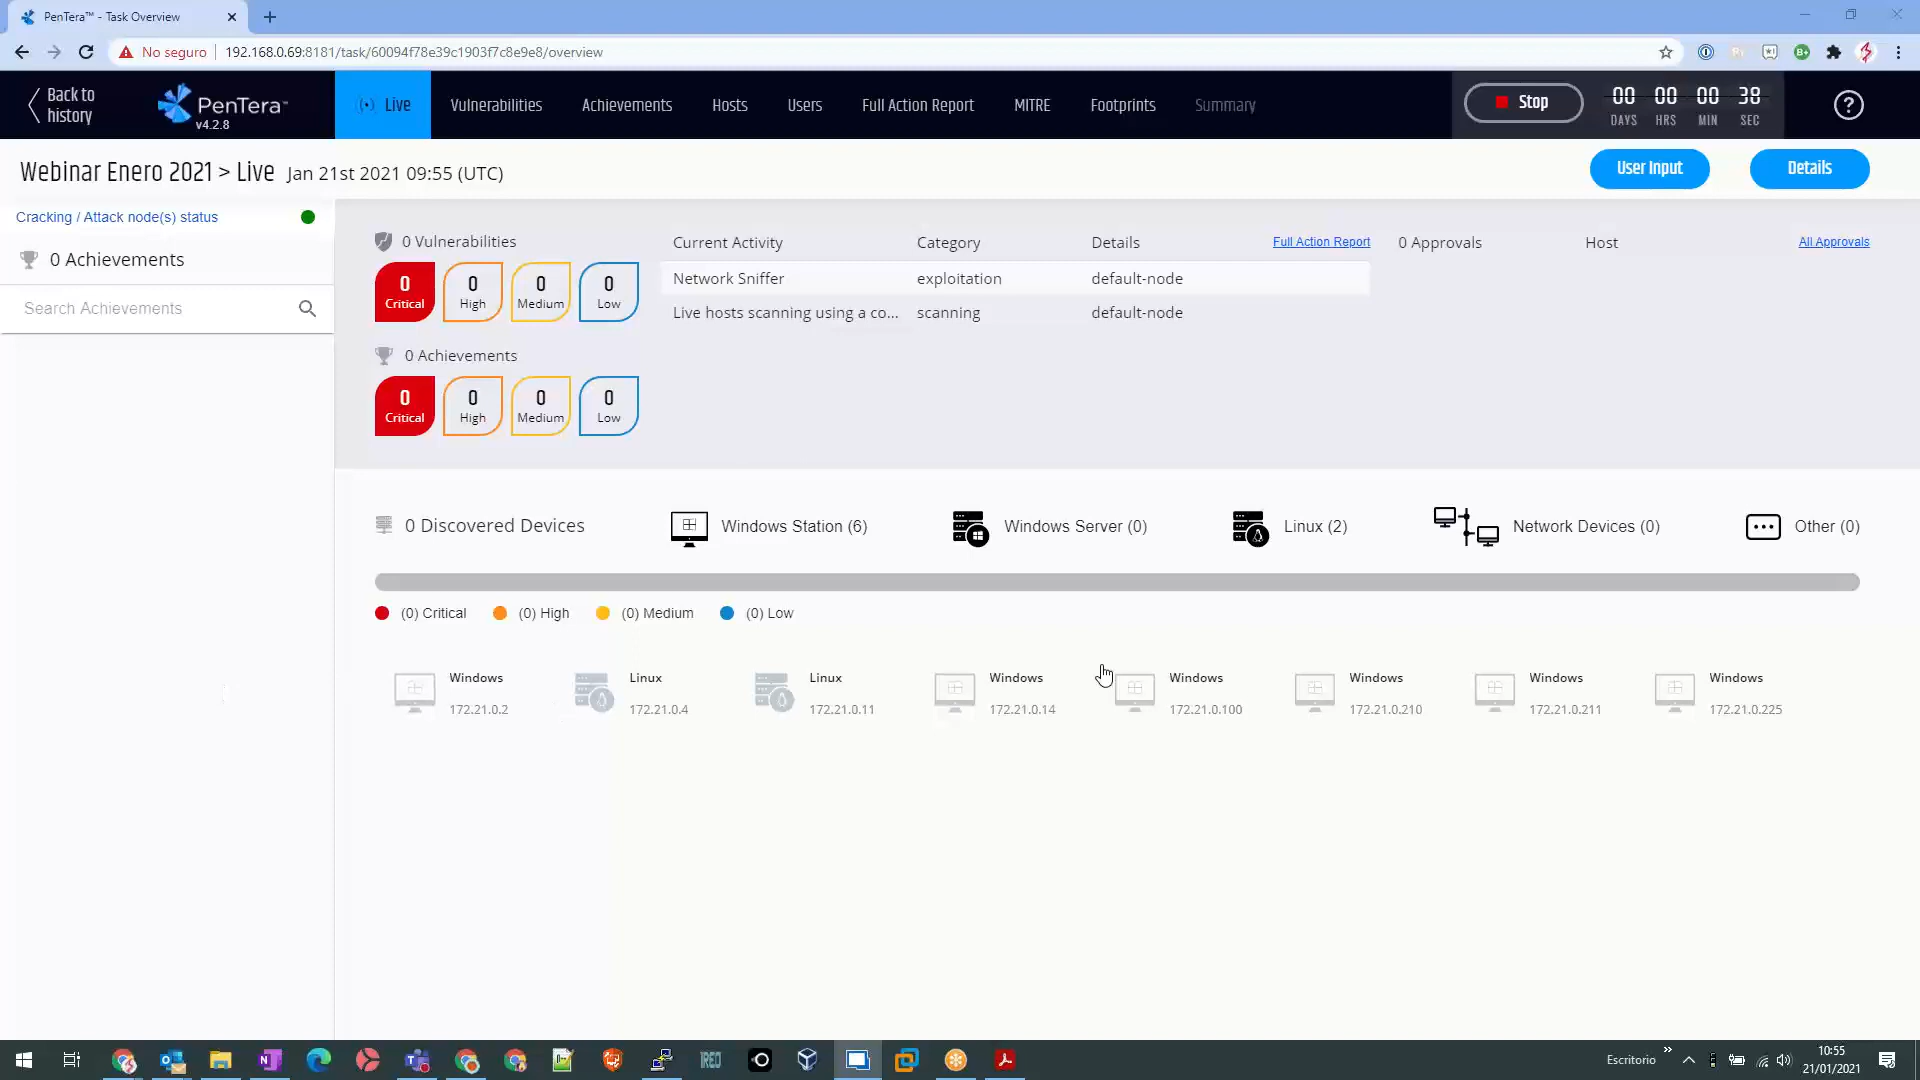 PenTera™ - Task Overview
No seguro
192.168.0.69:8181/task/60094f78e39c1903f7c8e9e8/overview
Back to
history
PenTera™
v4.2.8
Live
Vulnerabilities
Achievements
Hosts
Users
Full Action Report
MITRE
Footprints
Summary
Stop
00 00 00 38
DAYS HRS MIN SEC
Webinar Enero 2021 > Live Jan 21st 2021 09:55 (UTC)
User Input
Details
Cracking / Attack node(s) status
0 Achievements
Search Achievements
0 Vulnerabilities
0 Critical
0 High
0 Medium
0 Low
0 Achievements
0 Critical
0 High
0 Medium
0 Low
Current Activity Category Details Full Action Report
Network Sniffer exploitation default-node
Live hosts scanning using a co... scanning default-node
0 Approvals Host All Approvals
0 Discovered Devices
Windows Station (6)
Windows Server (0)
Linux (2)
Network Devices (0)
Other (0)
(0) Critical (0) High (0) Medium (0) Low
Windows
172.21.0.2
Linux
172.21.0.4
Linux
172.21.0.11
Windows
172.21.0.14
Windows
172.21.0.100
Windows
172.21.0.210
Windows
172.21.0.211
Windows
172.21.0.225
IREO
Escritorio
10:55
21/01/2021